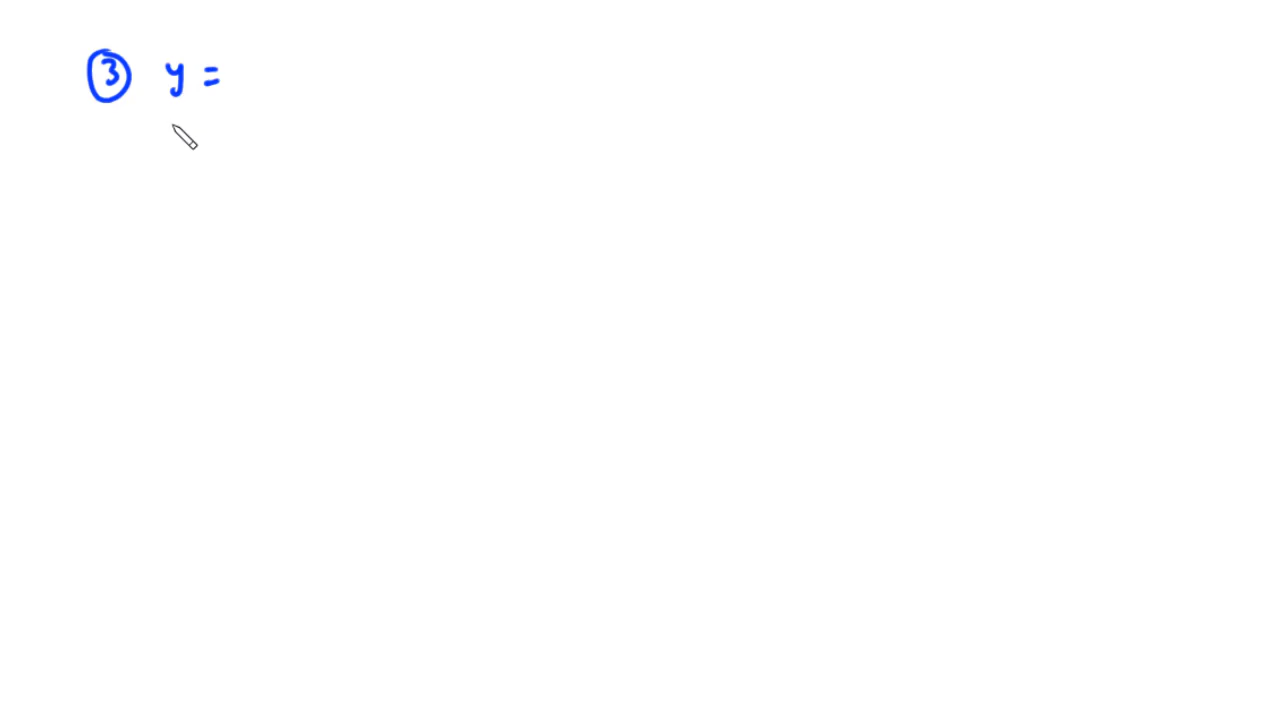 ③ y =